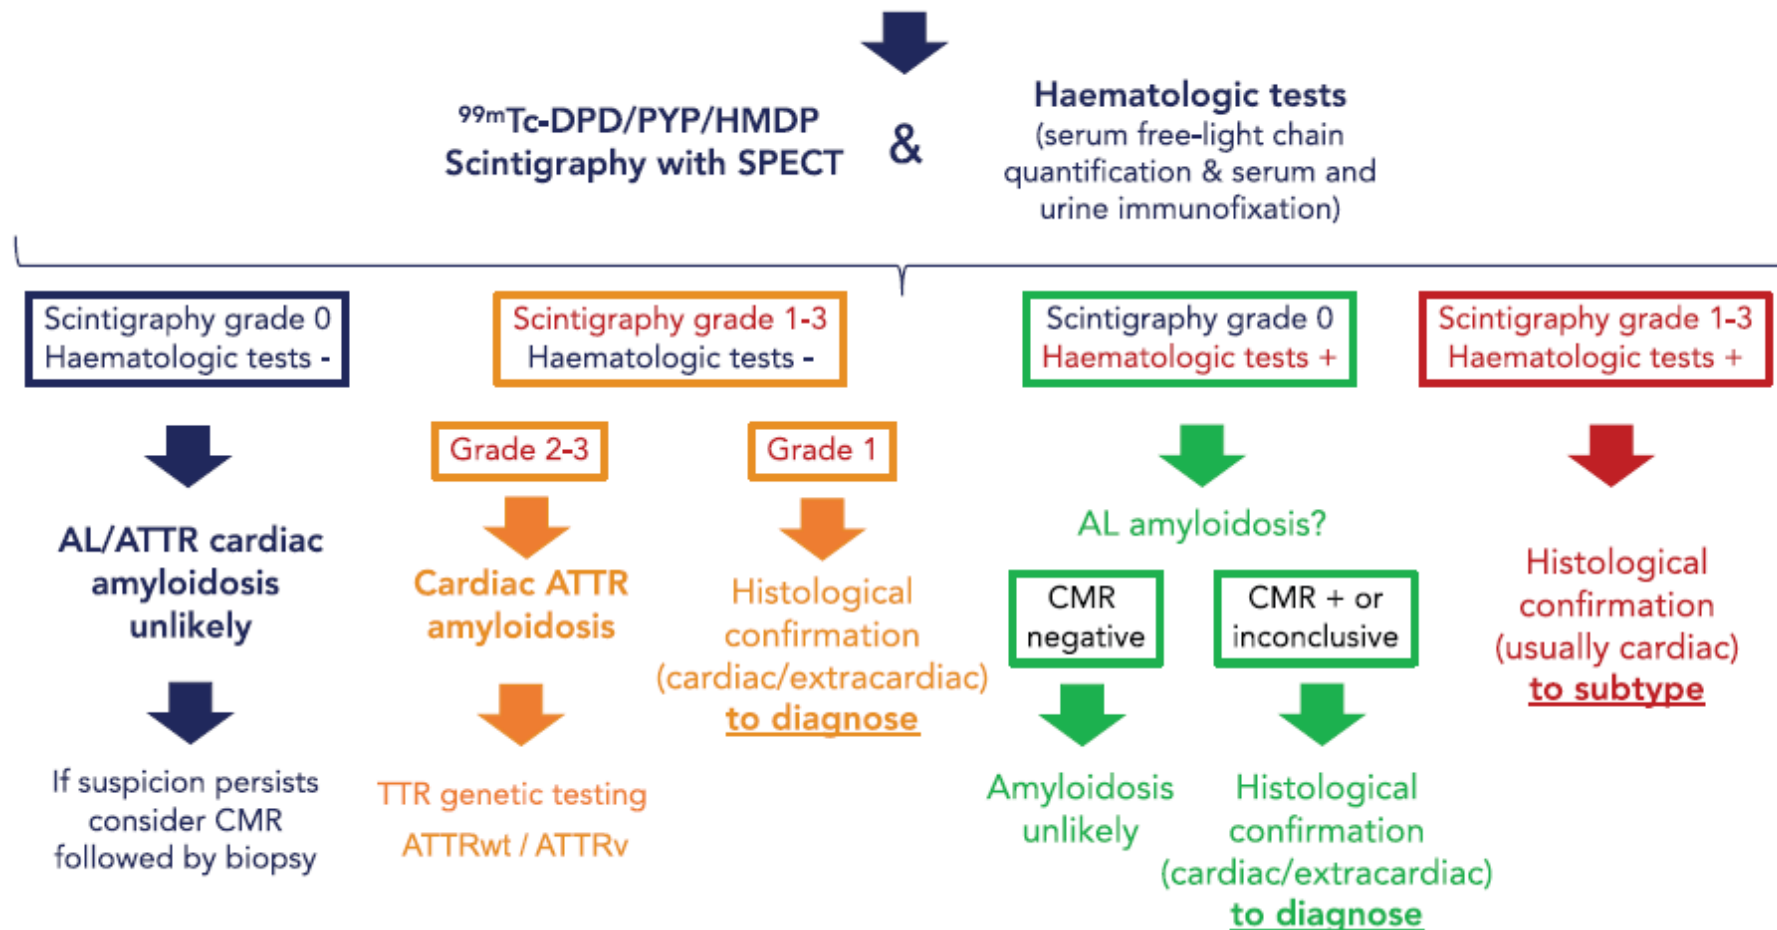 ⁹⁹ᵐTc-DPD/PYP/HMDP
Scintigraphy with SPECT
&
Haematologic tests
(serum free-light chain
quantification & serum and
urine immunofixation)
Scintigraphy grade 0
Haematologic tests -
Scintigraphy grade 1-3
Haematologic tests -
Scintigraphy grade 0
Haematologic tests +
Scintigraphy grade 1-3
Haematologic tests +
AL/ATTR cardiac
amyloidosis
unlikely
If suspicion persists
consider CMR
followed by biopsy
Grade 2-3
Cardiac ATTR
amyloidosis
TTR genetic testing
ATTRwt / ATTRv
Grade 1
Histological
confirmation
(cardiac/extracardiac)
to diagnose
AL amyloidosis?
CMR
negative
Amyloidosis
unlikely
CMR + or
inconclusive
Histological
confirmation
(cardiac/extracardiac)
to diagnose
Histological
confirmation
(usually cardiac)
to subtype